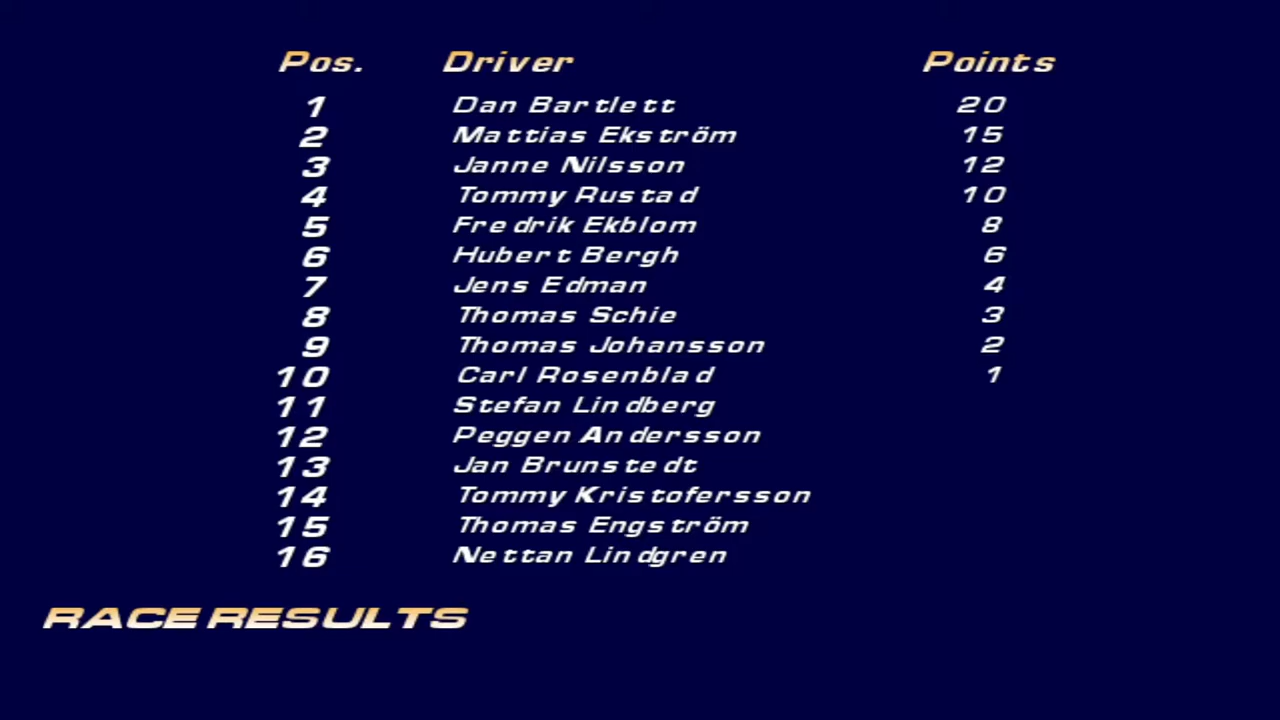 Pos. Driver Points
1 Dan Bartlett 20
2 Mattias Ekström 15
3 Janne Nilsson 12
4 Tommy Rustad 10
5 Fredrik Ekblom 8
6 Hubert Bergh 6
7 Jens Edman 4
8 Thomas Schie 3
9 Thomas Johansson 2
10 Carl Rosenblad 1
11 Stefan Lindberg
12 Peggen Andersson
13 Jan Brunstedt
14 Tommy Kristofersson
15 Thomas Engström
16 Nettan Lindgren
RACE RESULTS